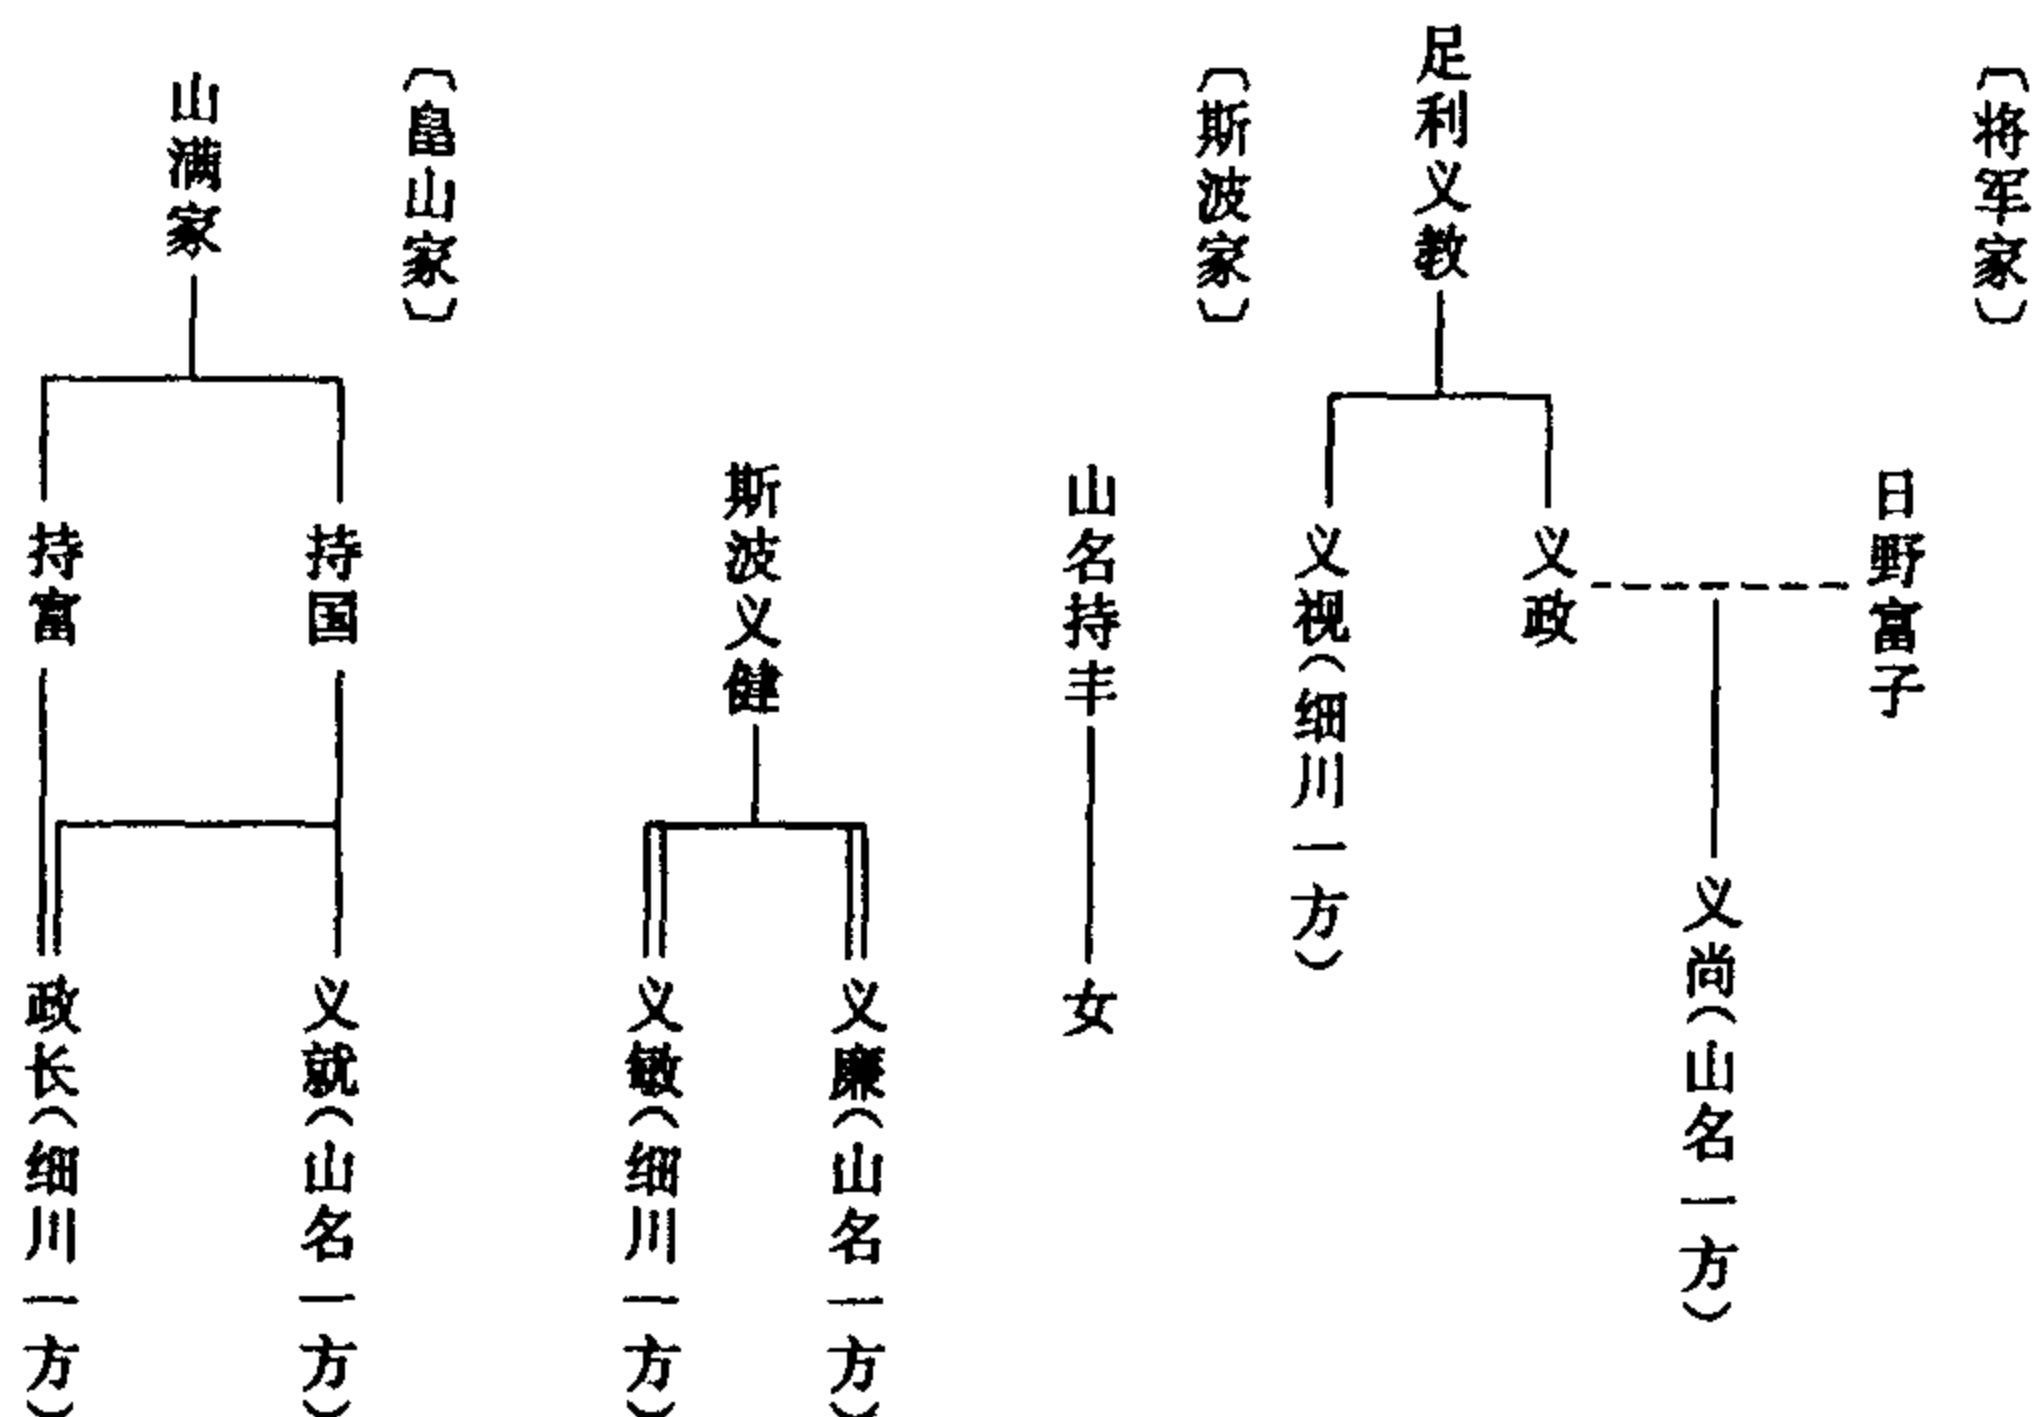 〔将军家〕
日野富子
足利义教
义政
义视(细川一方)
义尚(山名一方)
〔斯波家〕
山名持丰
女
斯波义健
义廉(山名一方)
义敏(细川一方)
〔畠山家〕
山满家
持国
持富
义就(山名一方)
政长(细川一方)